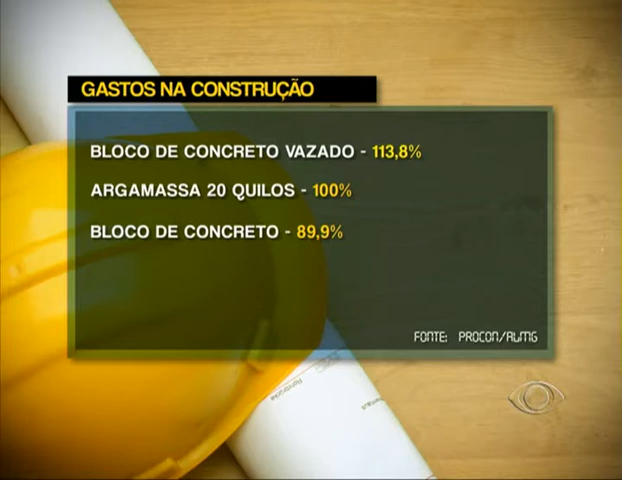 GASTOS NA CONSTRUÇÃO
BLOCO DE CONCRETO VAZADO - 113,8%
ARGAMASSA 20 QUILOS - 100%
BLOCO DE CONCRETO - 89,9%
FONTE: PROCON/ALMG